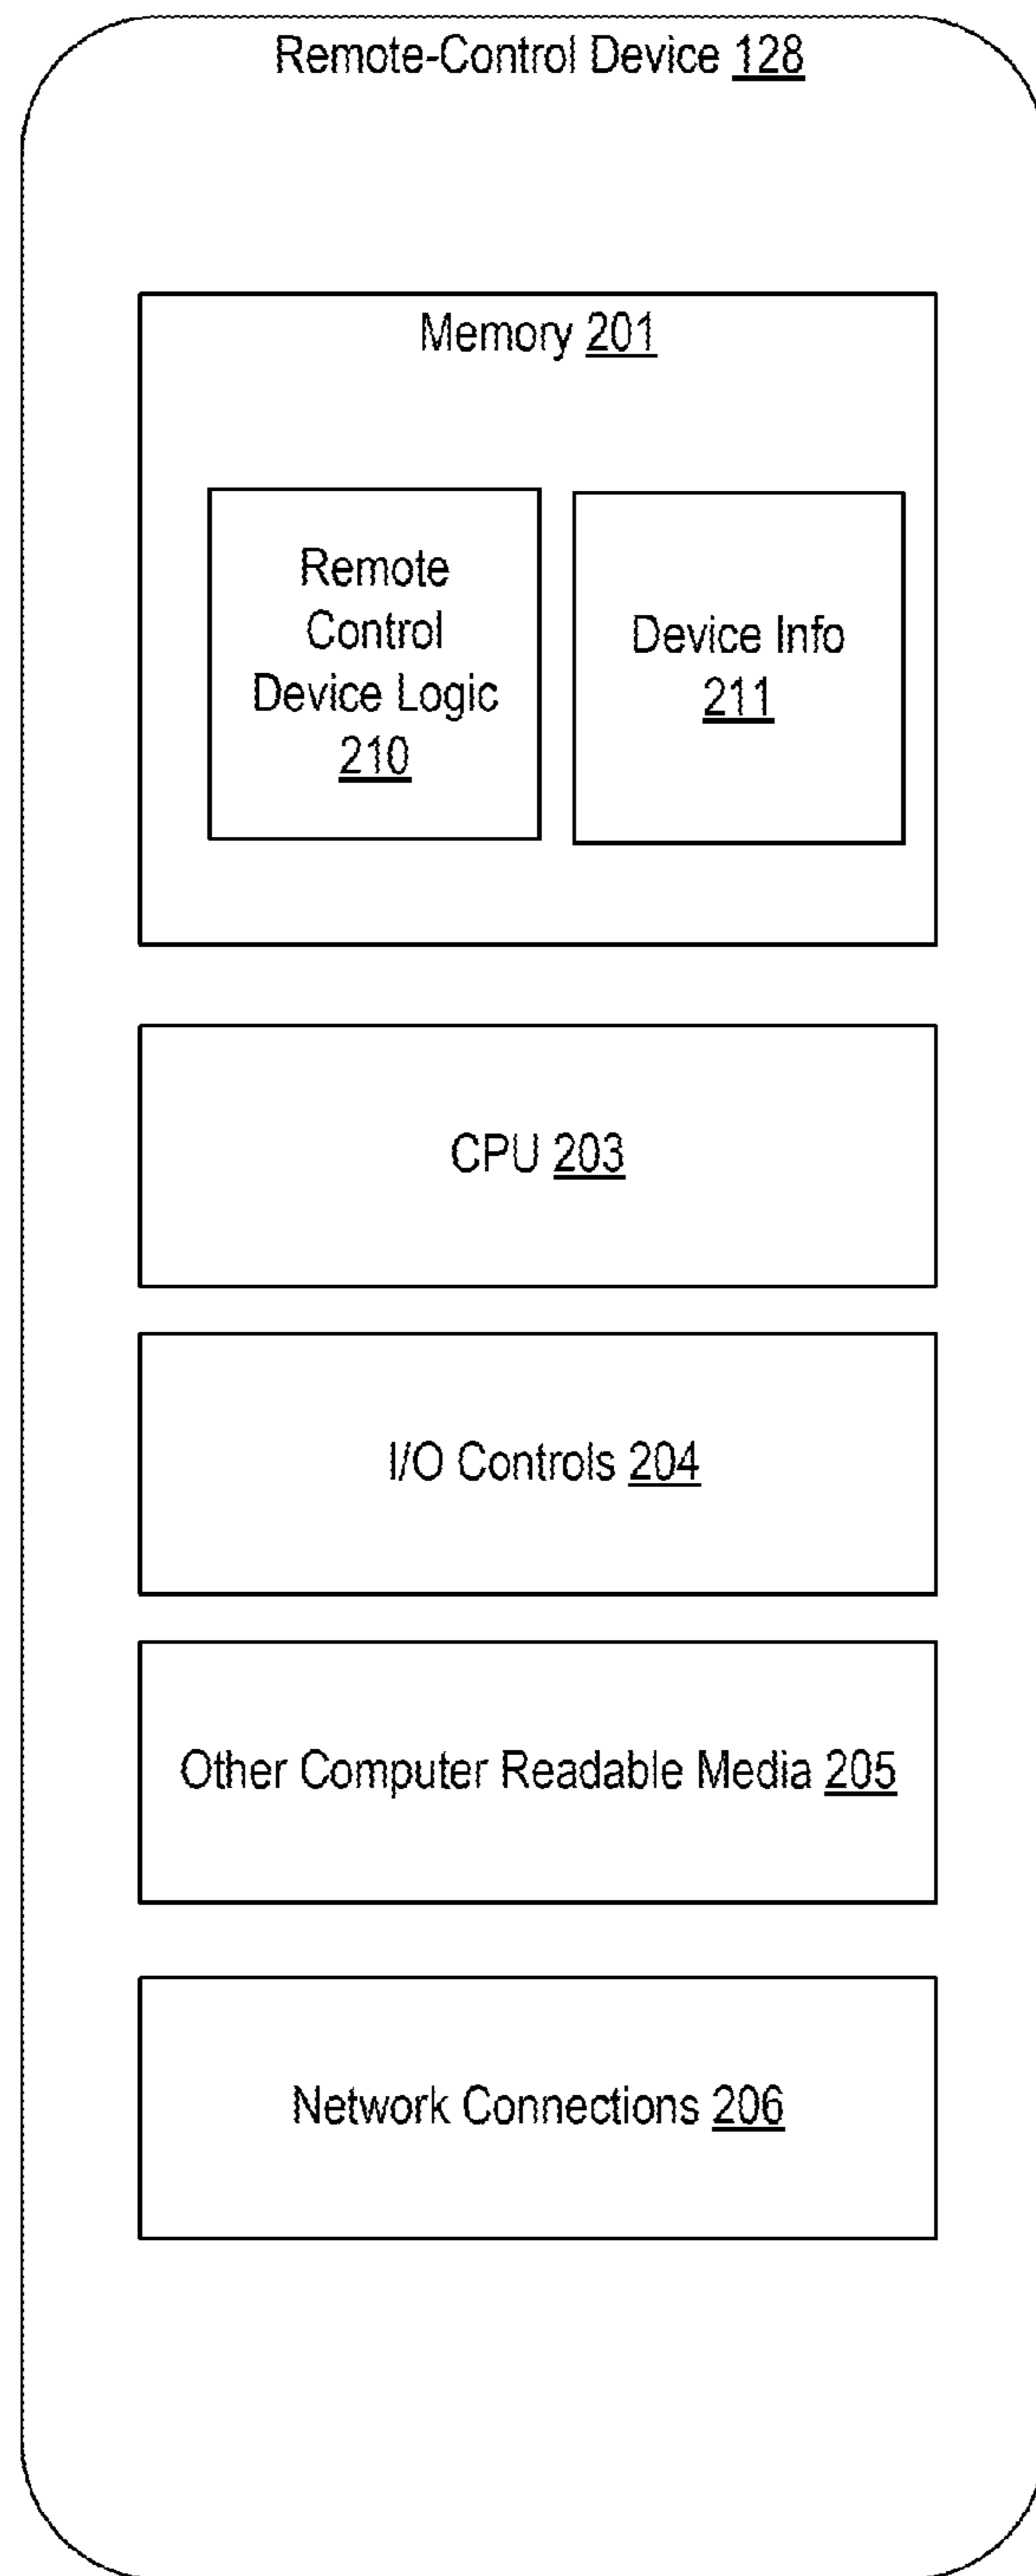 Remote-Control Device 128
Memory 201
Remote
Control
Device Logic
210
Device Info
211
CPU 203
I/O Controls 204
Other Computer Readable Media 205
Network Connections 206